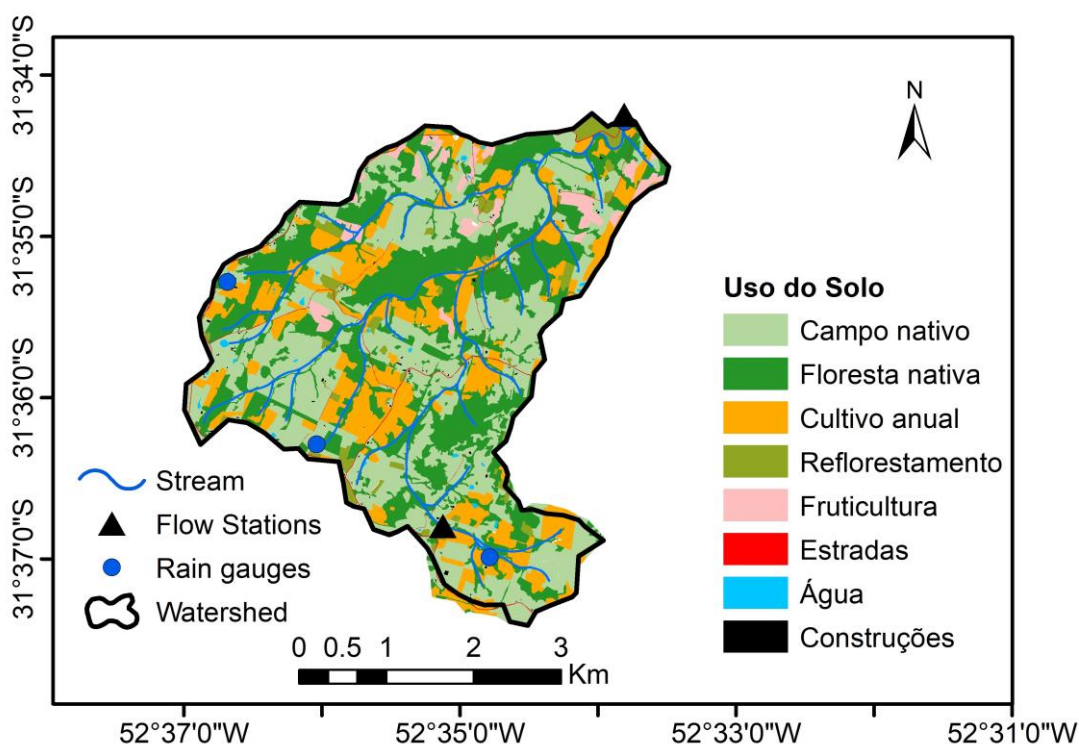 31°34'0"S
31°35'0"S
31°36'0"S
31°37'0"S
N
Uso do Solo
Campo nativo
Floresta nativa
Cultivo anual
Reflorestamento
Fruticultura
Estradas
Água
Construções
Stream
Flow Stations
Rain gauges
Watershed
0 0.5 1 2 3
Km
52°37'0"W 52°35'0"W 52°33'0"W 52°31'0"W